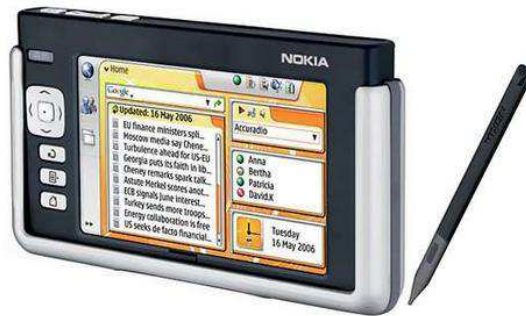 NOKIA
Home
Google
Updated: 16 May 2006
EU finance ministers spli...
Moscow media say Chene...
Turbulence ahead for US-EU
Georgia puts its faith in lib...
Cheney remarks spark talk...
Astute Merkel scores anot...
ECB signals June interest...
Turkey sends more troops...
Energy collaboration is free
US seeks de facto financial...
Accuradio
Anna
Bertha
Patricia
David.K
Tuesday
16 May 2006